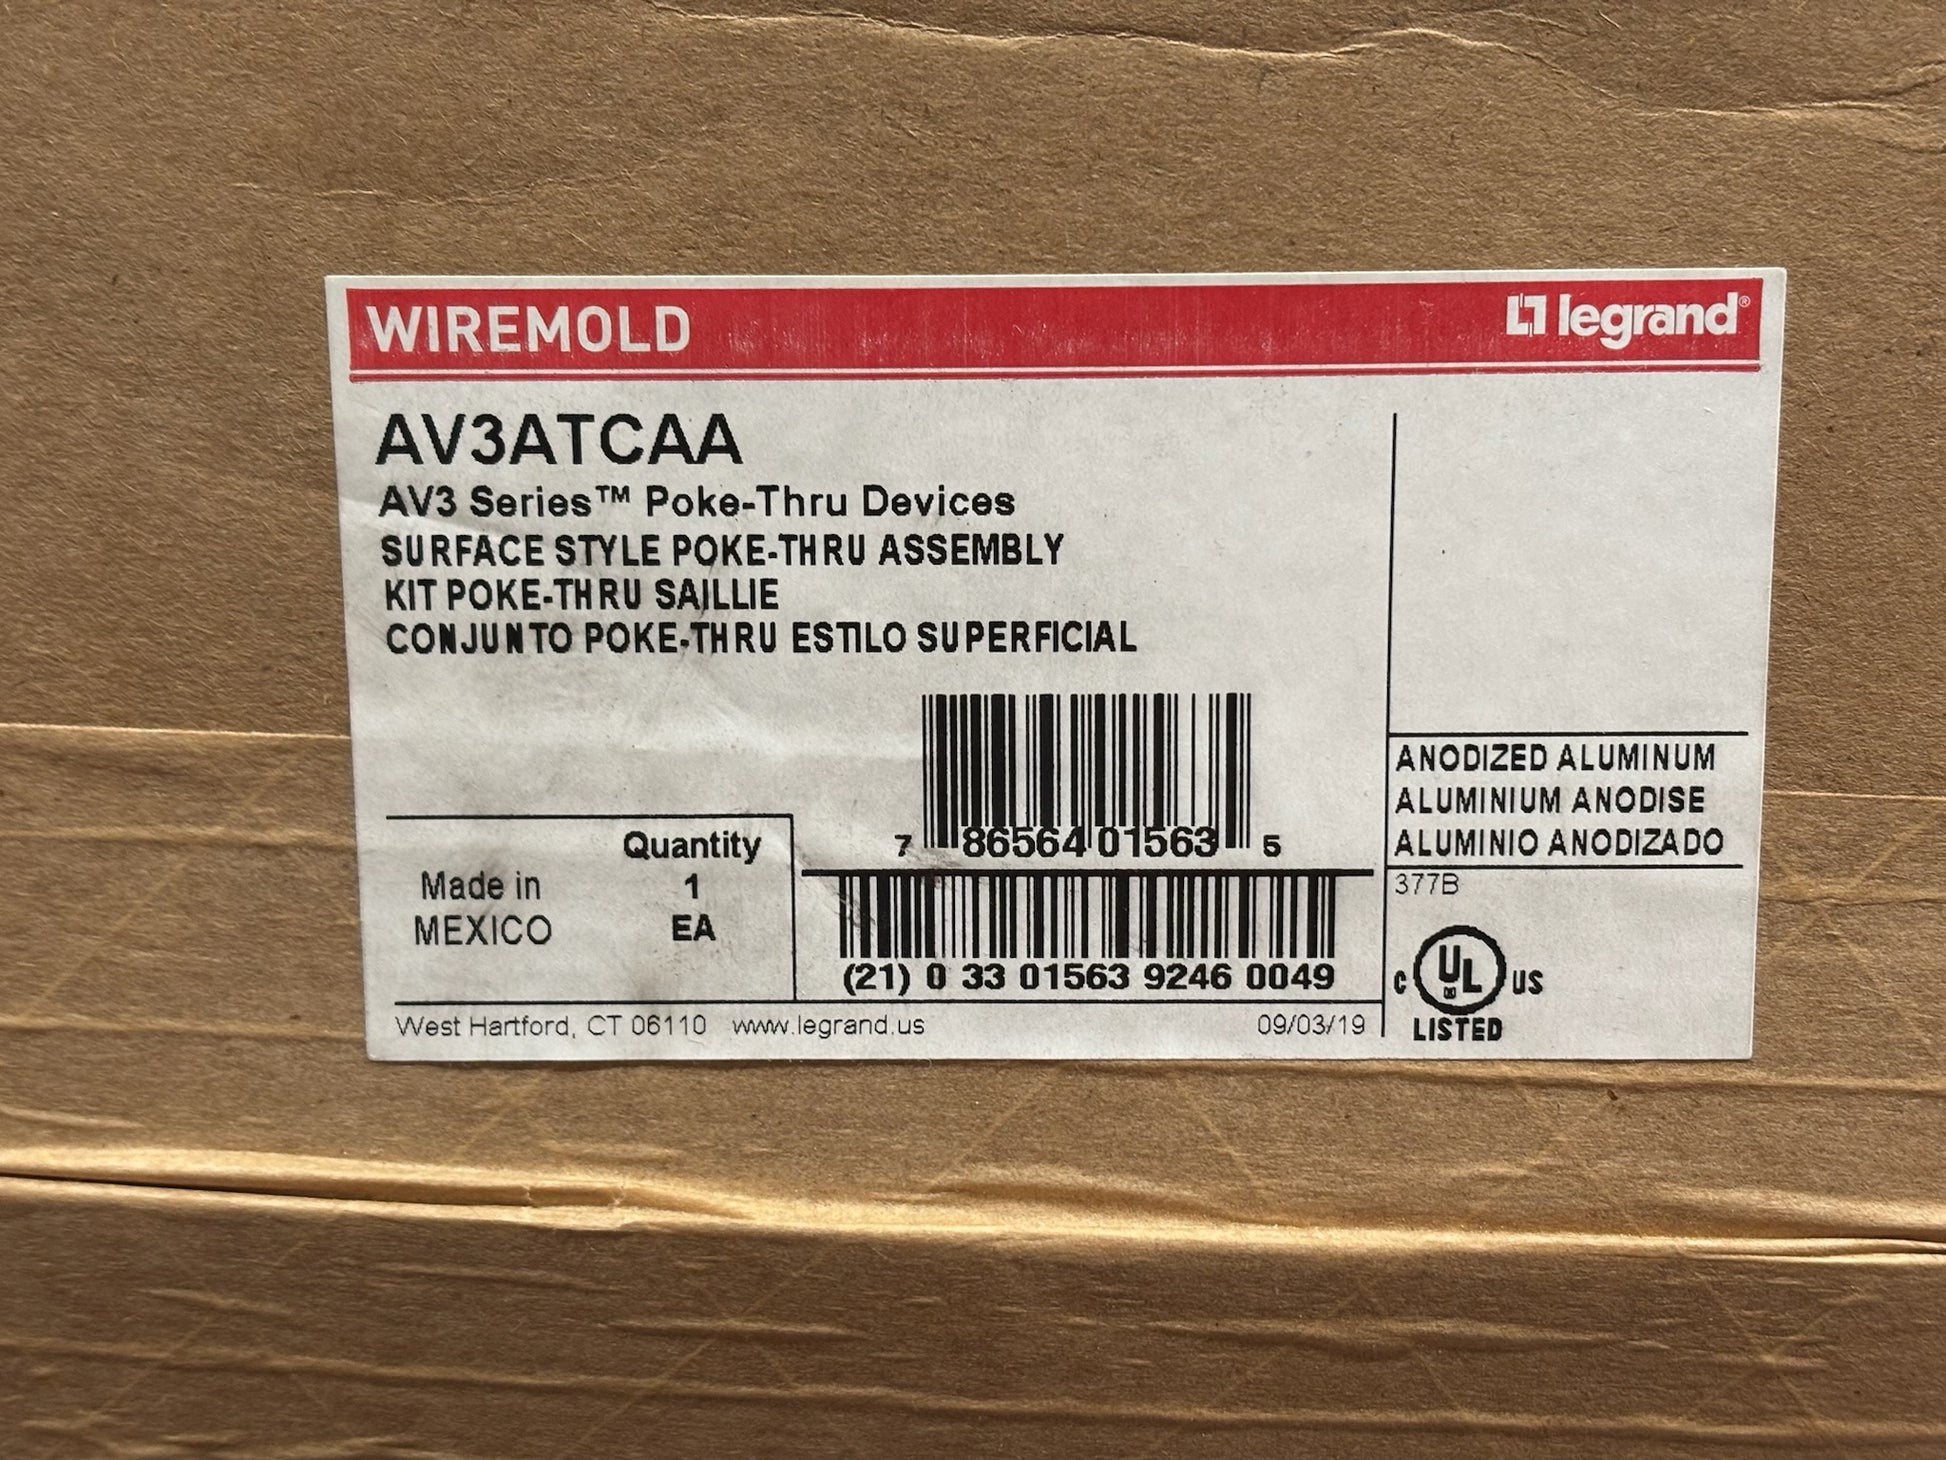 WIREMOLD
legrand®
AV3ATCAA
AV3 Series™ Poke-Thru Devices
SURFACE STYLE POKE-THRU ASSEMBLY
KIT POKE-THRU SAILLIE
CONJUNTO POKE-THRU ESTILO SUPERFICIAL
7 86564 01563 5
ANODIZED ALUMINUM
ALUMINIUM ANODISE
ALUMINIO ANODIZADO
377B
Quantity
Made in 1
MEXICO EA
(21) 0 33 01563 9246 0049
C UL US
LISTED
West Hartford, CT 06110 www.legrand.us 09/03/19